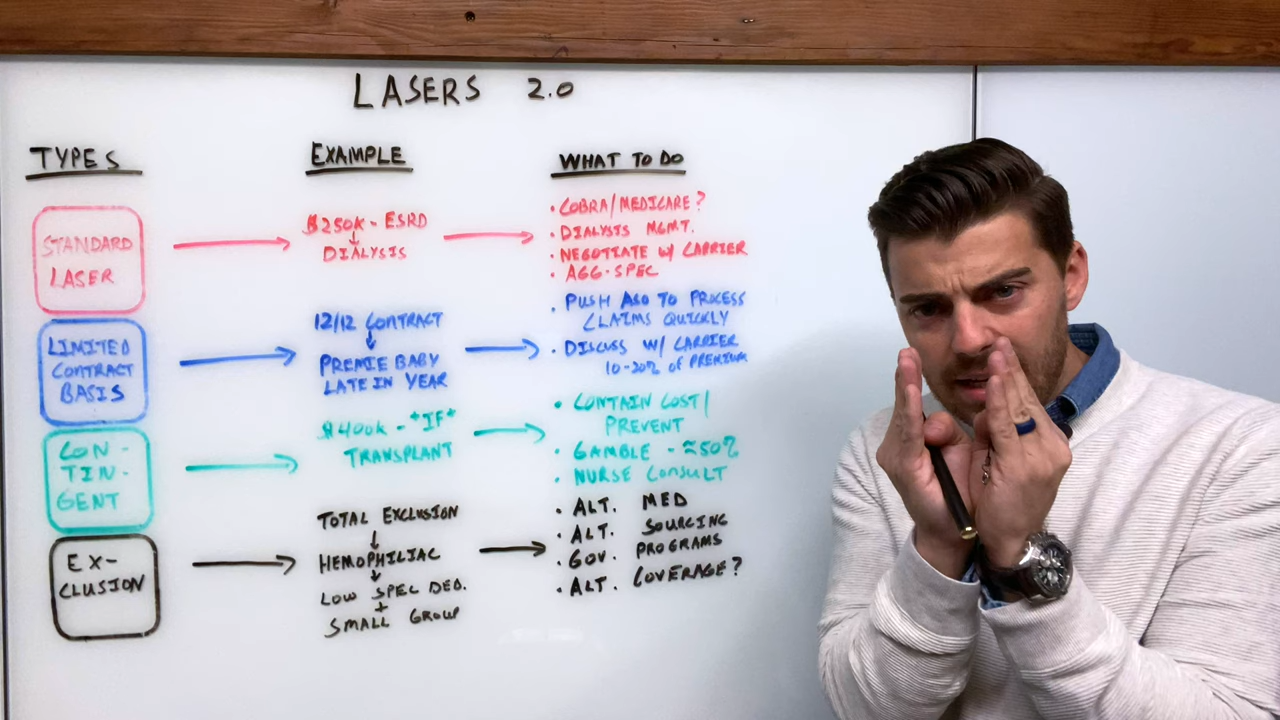 LASERS 2.0
TYPES
EXAMPLE
WHAT TO DO
STANDARD
LASER
$250K - ESRD
DIALYSIS
• COBRA/MEDICARE?
• DIALYSIS MGMT.
• NEGOTIATE W/ CARRIER
• AGG-SPEC
LIMITED
CONTRACT
BASIS
12/12 CONTRACT
PREMIE BABY
LATE IN YEAR
• PUSH ASO TO PROCESS
CLAIMS QUICKLY
• DISCUSS W/ CARRIER
10-20% OF PREMIUM
CON-
TIN-
GENT
$400K - "IF"
TRANSPLANT
• CONTAIN COST/
PREVENT
• GAMBLE - ≈50%
• NURSE CONSULT
EX-
CLUSION
TOTAL EXCLUSION
HEMOPHILIAC
LOW SPEC DED.
+
SMALL GROUP
• ALT. MED
• ALT. SOURCING
• GOV. PROGRAMS
• ALT. COVERAGE?